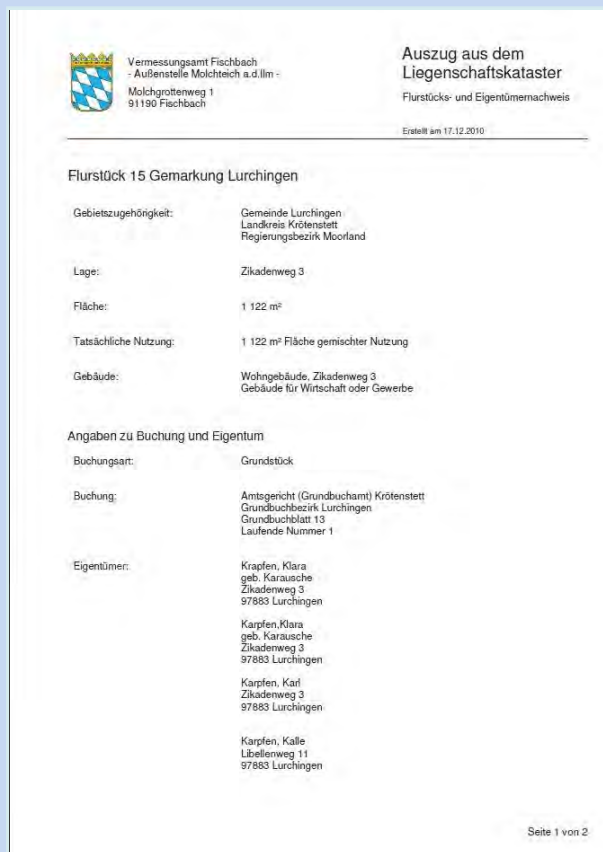 Vermessungsamt Fischbach
- Außenstelle Molchteich a.d.Ilm -
Molchgrottenweg 1
91190 Fischbach
Auszug aus dem
Liegenschaftskataster
Flurstücks- und Eigentümernachweis
Erstellt am 17.12.2010
Flurstück 15 Gemarkung Lurchingen
Gebietszugehörigkeit: Gemeinde Lurchingen
Landkreis Krötenstett
Regierungsbezirk Moorland
Lage: Zikadenweg 3
Fläche: 1 122 m²
Tatsächliche Nutzung: 1 122 m² Fläche gemischter Nutzung
Gebäude: Wohngebäude, Zikadenweg 3
Gebäude für Wirtschaft oder Gewerbe
Angaben zu Buchung und Eigentum
Buchungsart: Grundstück
Buchung: Amtsgericht (Grundbuchamt) Krötenstett
Grundbuchbezirk Lurchingen
Grundbuchblatt 13
Laufende Nummer 1
Eigentümer: Krapfen, Klara
geb. Karausche
Zikadenweg 3
97883 Lurchingen
Karpfen,Klara
geb. Karausche
Zikadenweg 3
97883 Lurchingen
Karpfen, Karl
Zikadenweg 3
97883 Lurchingen
Karpfen, Kalle
Libellenweg 11
97883 Lurchingen
Seite 1 von 2